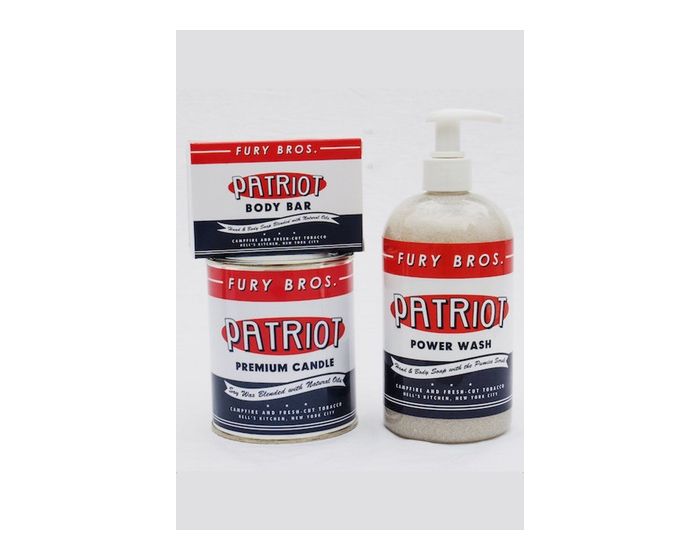 FURY BROS.
PATRIOT
BODY BAR
Hand & Body Soap Blended with Natural Oils
CAMPFIRE AND FRESH-CUT TOBACCO
HELL'S KITCHEN, NEW YORK CITY
FURY BROS.
PATRIOT
PREMIUM CANDLE
Soy Wax Blended with Natural Oils
CAMPFIRE AND FRESH-CUT TOBACCO
HELL'S KITCHEN, NEW YORK CITY
FURY BROS.
PATRIOT
POWER WASH
Hand & Body Soap with the Pumice Scrub
CAMPFIRE AND FRESH-CUT TOBACCO
HELL'S KITCHEN, NEW YORK CITY